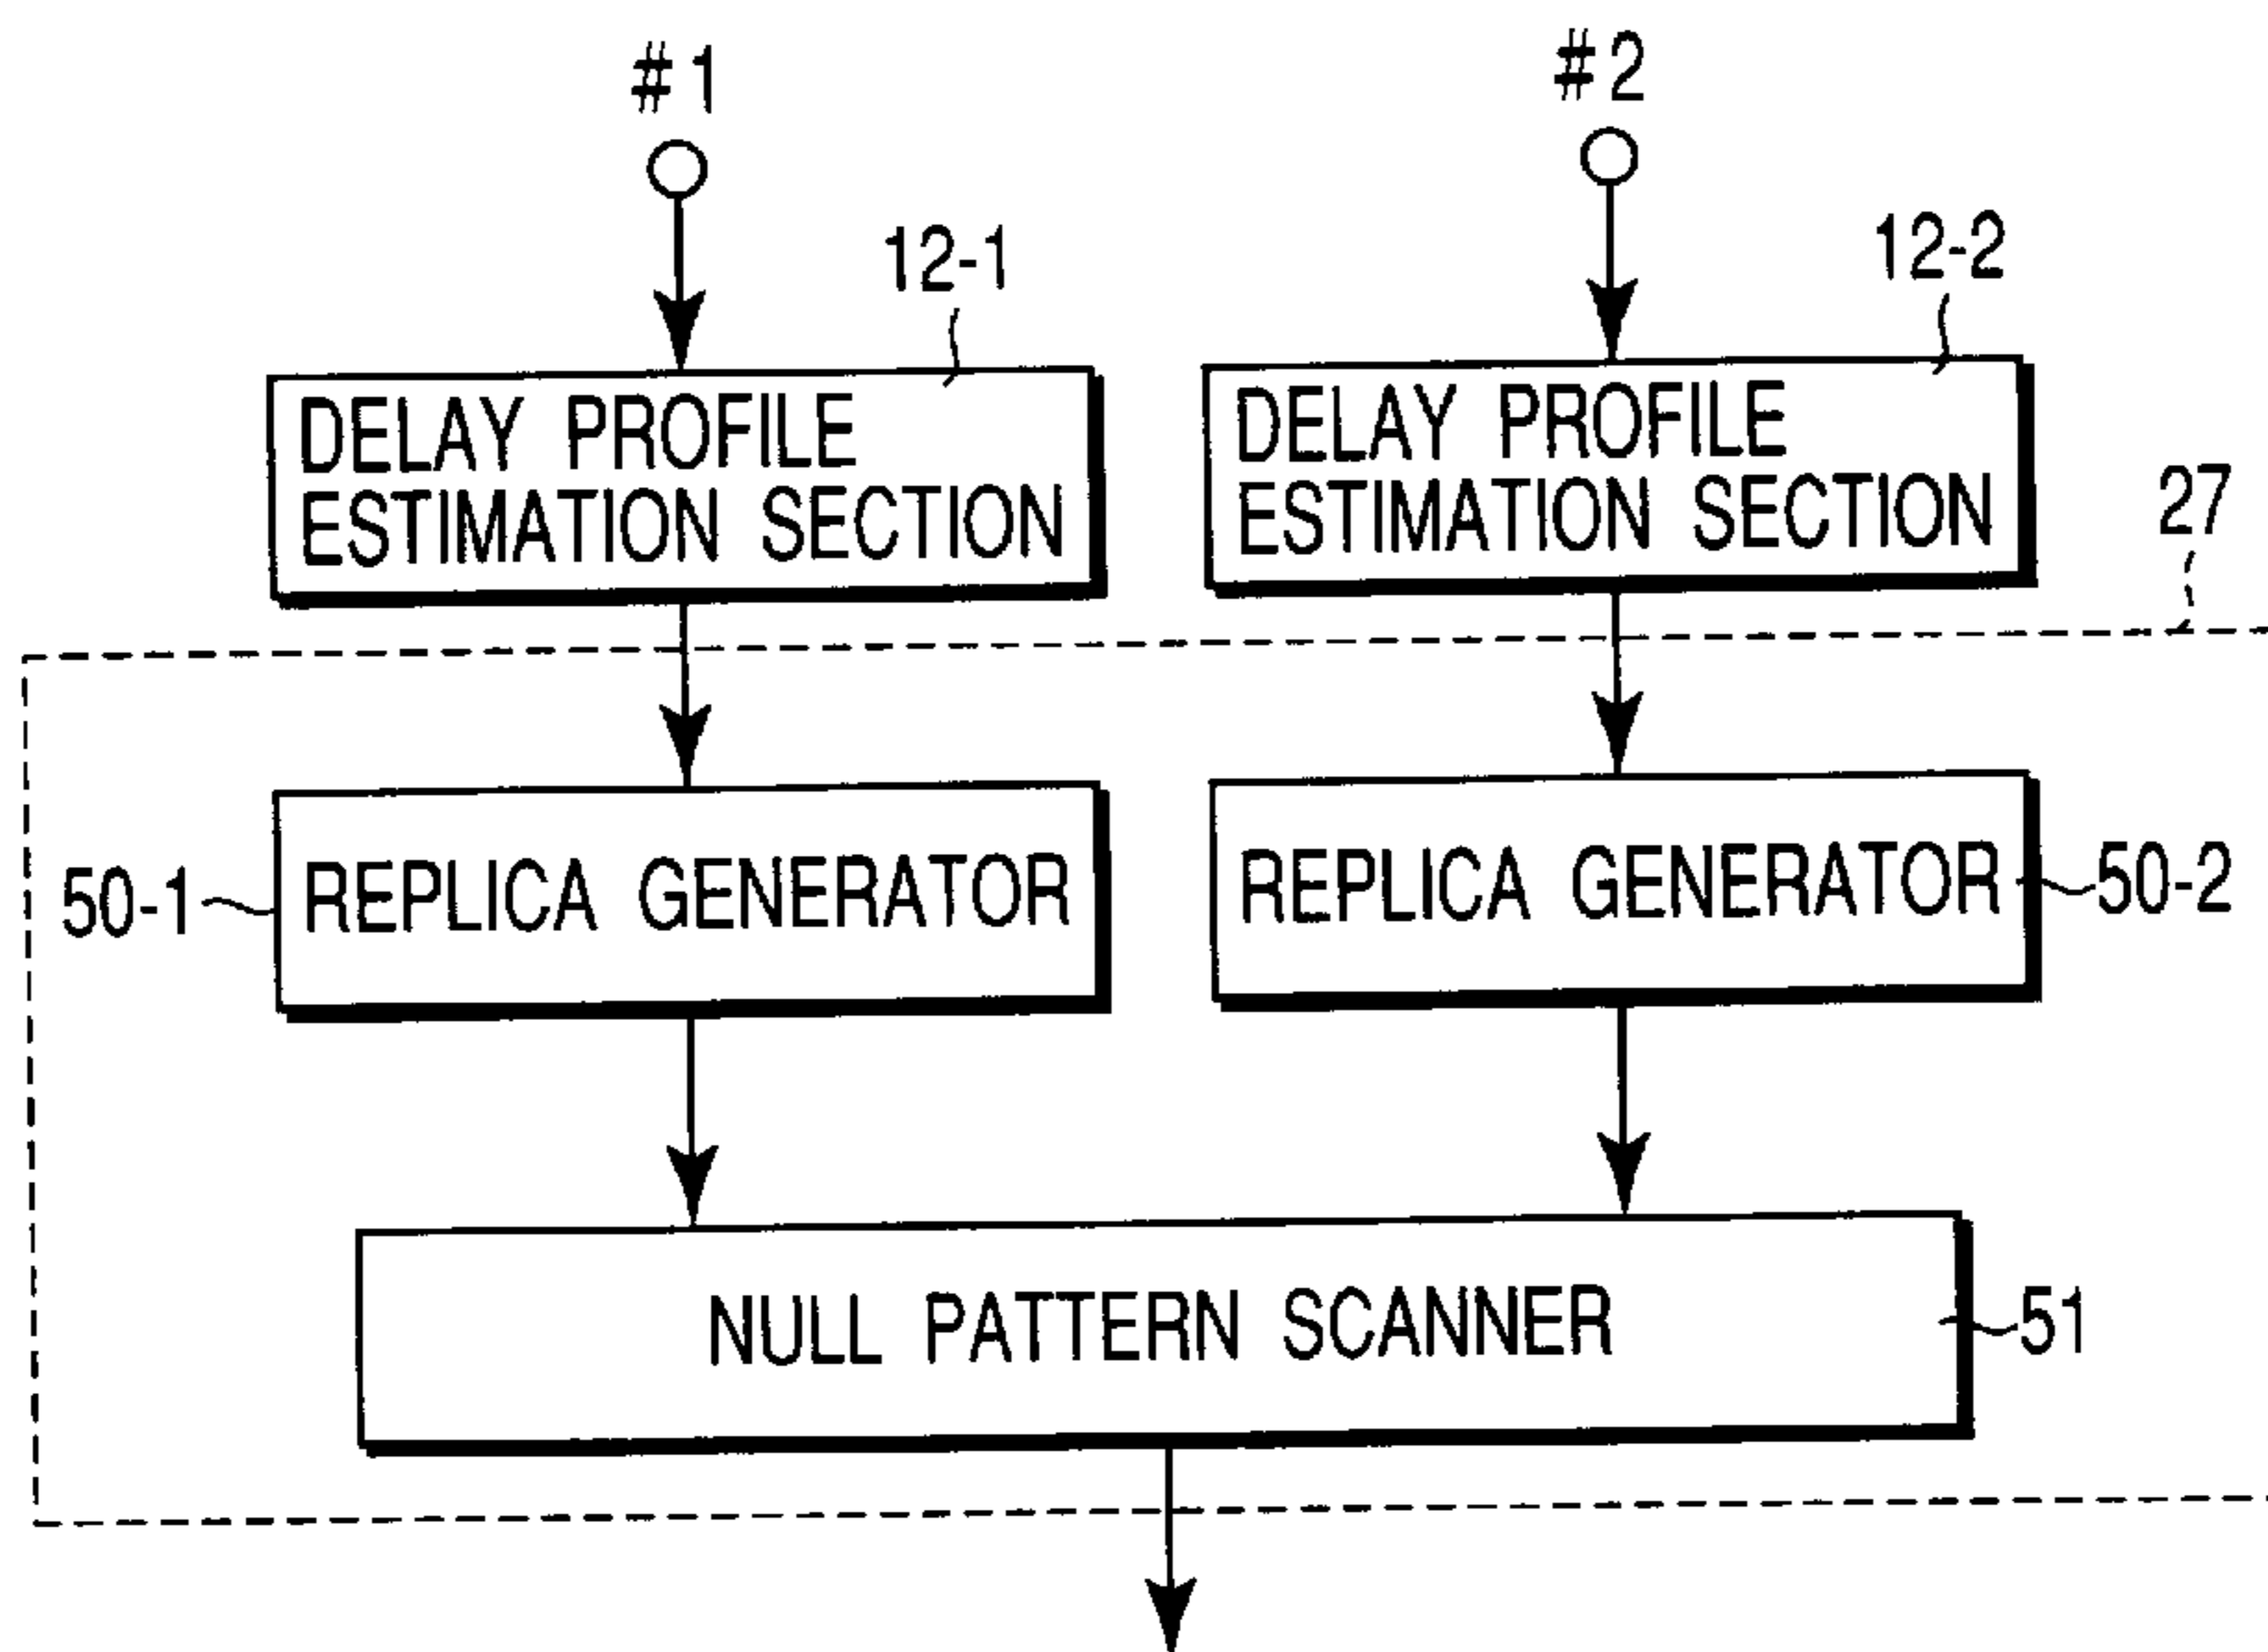 #1
#2
12-1
12-2
DELAY PROFILE
ESTIMATION SECTION
DELAY PROFILE
ESTIMATION SECTION
27
50-1
REPLICA GENERATOR
REPLICA GENERATOR
50-2
NULL PATTERN SCANNER
51